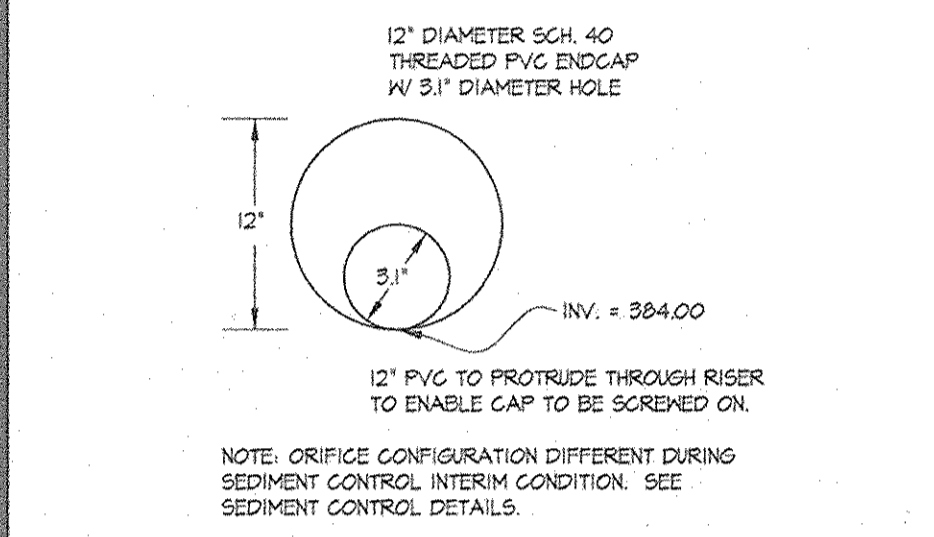 12" DIAMETER SCH. 40
THREADED PVC ENDCAP
W/ 3.1" DIAMETER HOLE
12"
3.1"
INV. = 384.00
12" PVC TO PROTRUDE THROUGH RISER
TO ENABLE CAP TO BE SCREWED ON.
NOTE: ORIFICE CONFIGURATION DIFFERENT DURING
SEDIMENT CONTROL INTERIM CONDITION. SEE
SEDIMENT CONTROL DETAILS.